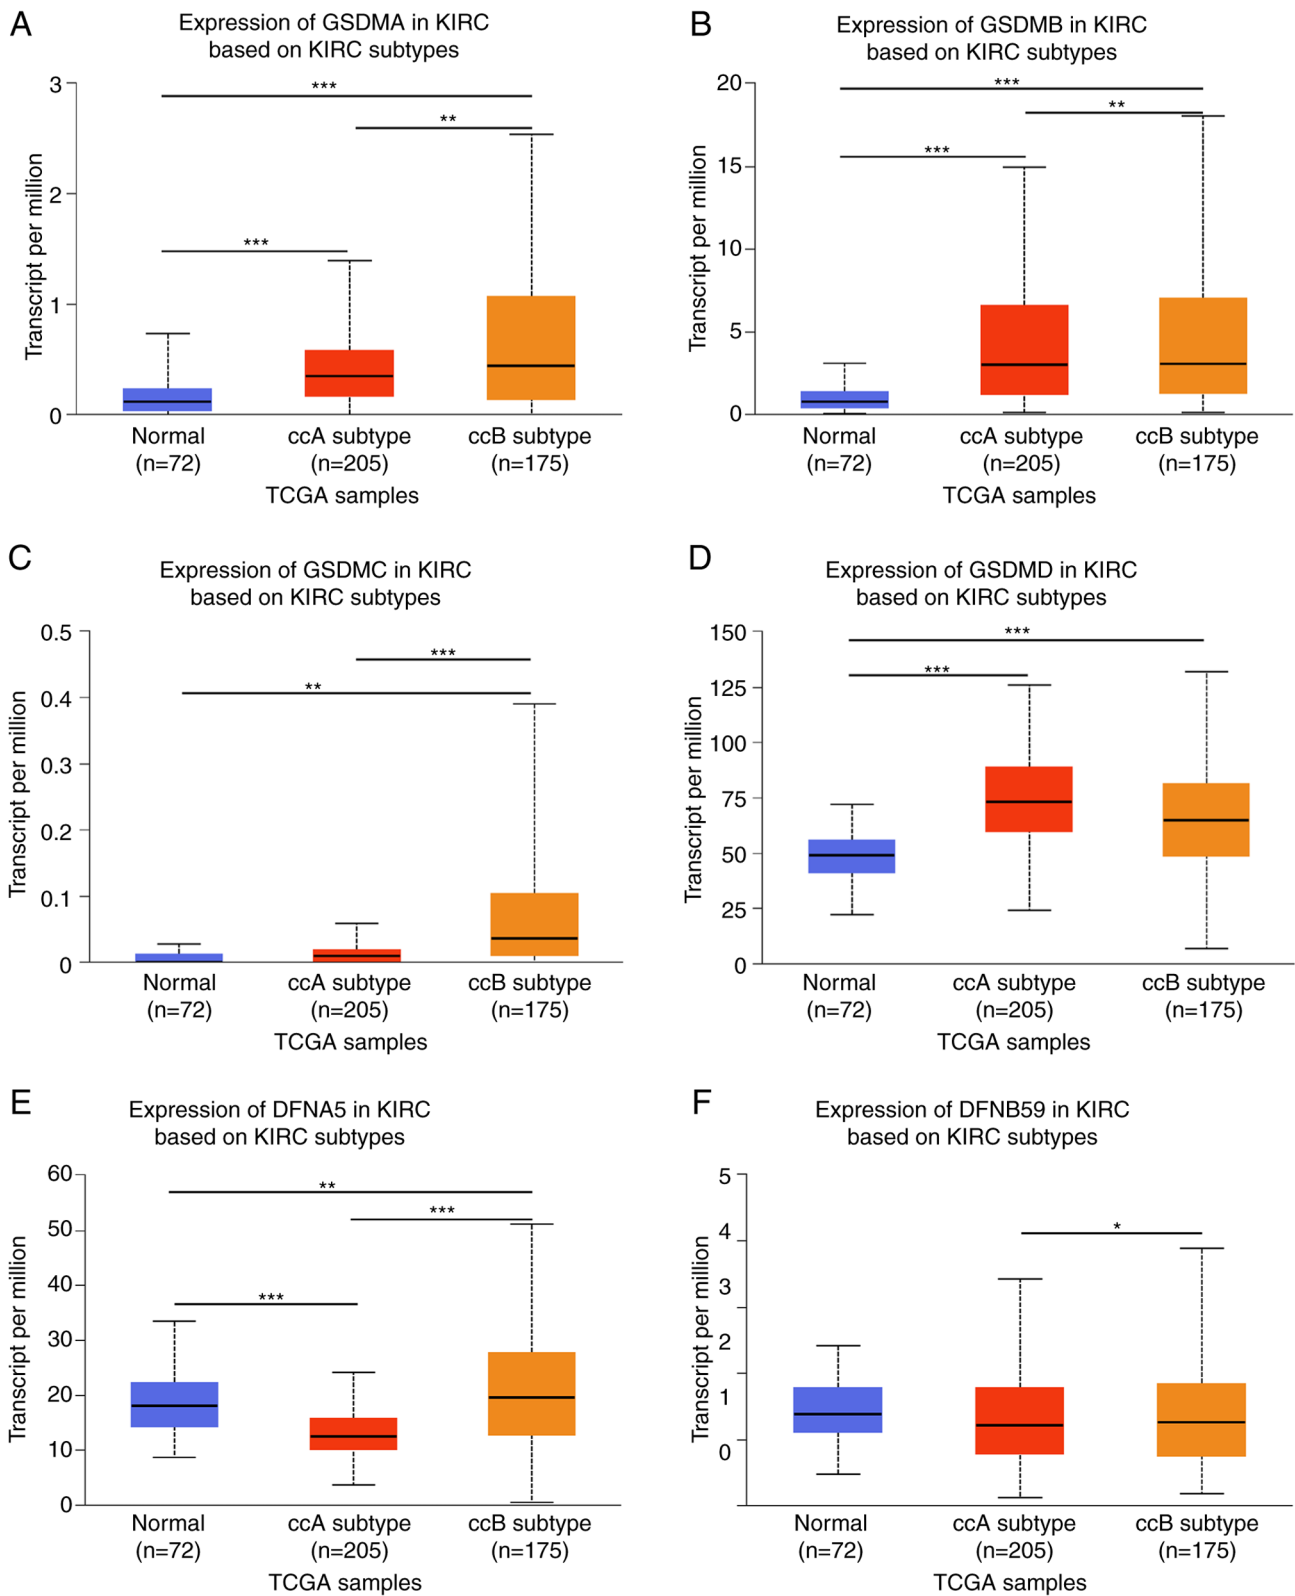 A
Expression of GSDMA in KIRC
based on KIRC subtypes
Transcript per million
3
2
1
0
***
**
***
Normal
(n=72)
ccA subtype
(n=205)
ccB subtype
(n=175)
TCGA samples
B
Expression of GSDMB in KIRC
based on KIRC subtypes
Transcript per million
20
15
10
5
0
***
**
***
Normal
(n=72)
ccA subtype
(n=205)
ccB subtype
(n=175)
TCGA samples
C
Expression of GSDMC in KIRC
based on KIRC subtypes
Transcript per million
0.5
0.4
0.3
0.2
0.1
0
***
**
Normal
(n=72)
ccA subtype
(n=205)
ccB subtype
(n=175)
TCGA samples
D
Expression of GSDMD in KIRC
based on KIRC subtypes
Transcript per million
150
125
100
75
50
25
0
***
***
Normal
(n=72)
ccA subtype
(n=205)
ccB subtype
(n=175)
TCGA samples
E
Expression of DFNA5 in KIRC
based on KIRC subtypes
Transcript per million
60
50
40
30
20
10
0
**
***
***
Normal
(n=72)
ccA subtype
(n=205)
ccB subtype
(n=175)
TCGA samples
F
Expression of DFNB59 in KIRC
based on KIRC subtypes
Transcript per million
5
4
3
2
1
0
*
Normal
(n=72)
ccA subtype
(n=205)
ccB subtype
(n=175)
TCGA samples